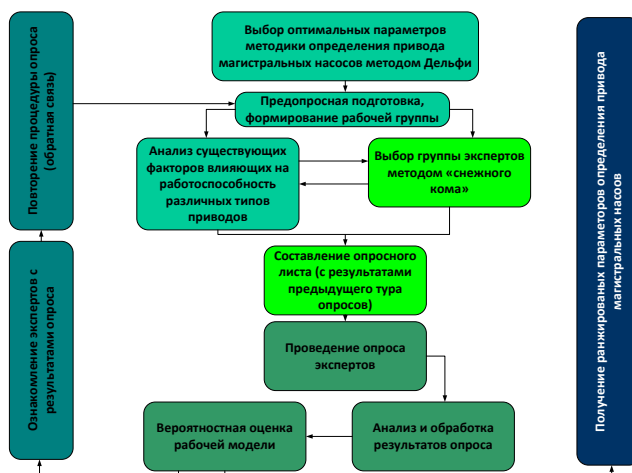 Выбор оптимальных параметров
методики определения привода
магистральных насосов методом Дельфи
Предопросная подготовка,
формирование рабочей группы
Анализ существующих
факторов влияющих на
работоспособность
различных типов
приводов
Выбор группы экспертов
методом «снежного
кома»
Составление опросного
листа (с результатами
предыдущего тура
опросов)
Проведение опроса
экспертов
Вероятностная оценка
рабочей модели
Анализ и обработка
результатов опроса
Повторение процедуры опроса
(обратная связь)
Ознакомление экспертов с
результатами опроса
Получение ранжированых параметров определения привода
магистральных насоов